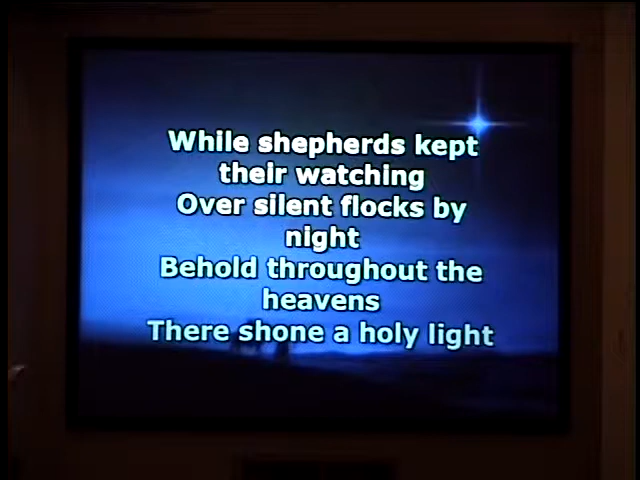 While shepherds kept
their watching
Over silent flocks by
night
Behold throughout the
heavens
There shone a holy light